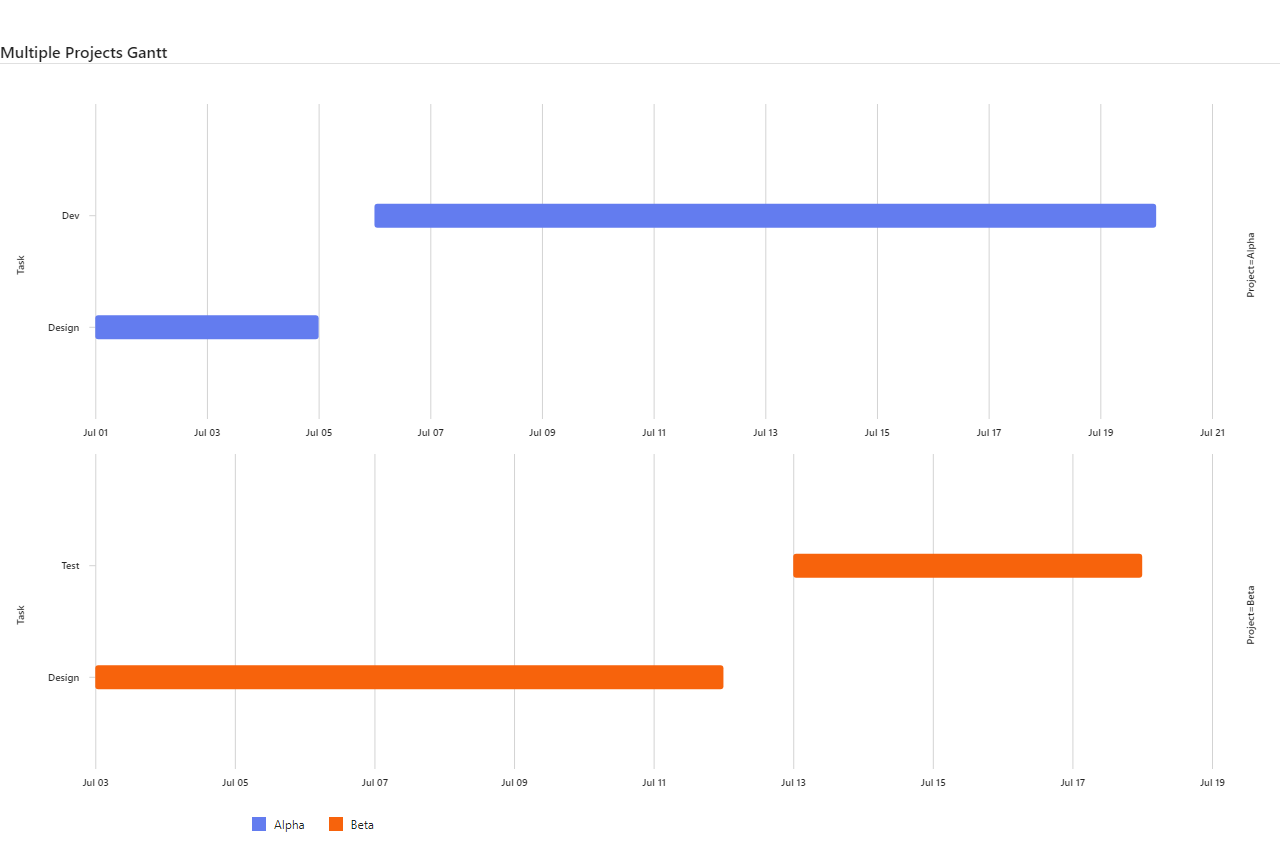 Multiple Projects Gantt
Dev
Task
Project=Alpha
Design
Jul 01 Jul 03 Jul 05 Jul 07 Jul 09 Jul 11 Jul 13 Jul 15 Jul 17 Jul 19 Jul 21
Test
Task
Project=Beta
Design
Jul 03 Jul 05 Jul 07 Jul 09 Jul 11 Jul 13 Jul 15 Jul 17 Jul 19
Alpha Beta